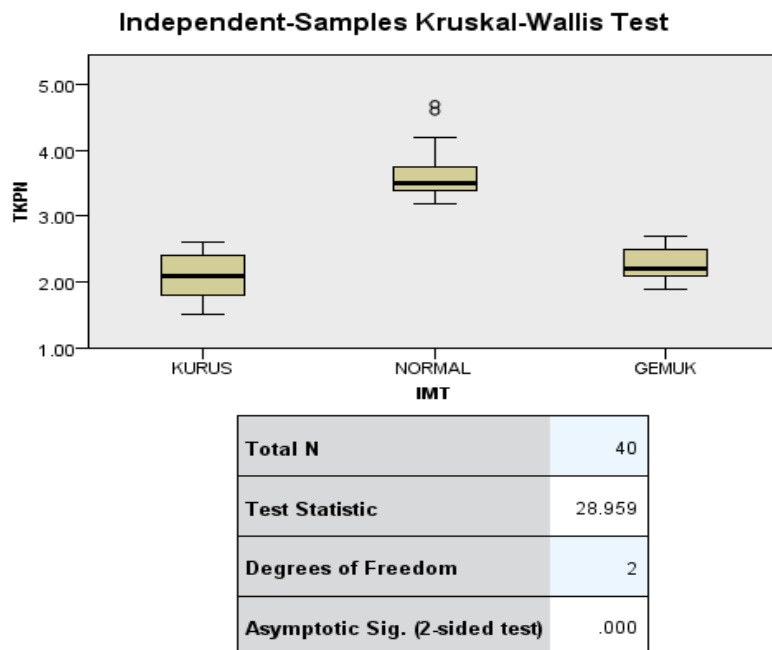 Independent-Samples Kruskal-Wallis Test
5.00
4.00
3.00
2.00
1.00
TKPN
8
KURUS NORMAL GEMUK
IMT
Total N 40
Test Statistic 28.959
Degrees of Freedom 2
Asymptotic Sig. (2-sided test) .000